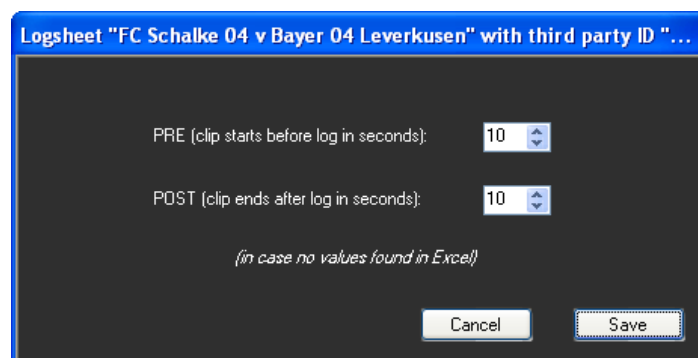 Logsheet "FC Schalke 04 v Bayer 04 Leverkusen" with third party ID "...
PRE (clip starts before log in seconds): 10
POST (clip ends after log in seconds): 10
(in case no values found in Excel)
Cancel Save